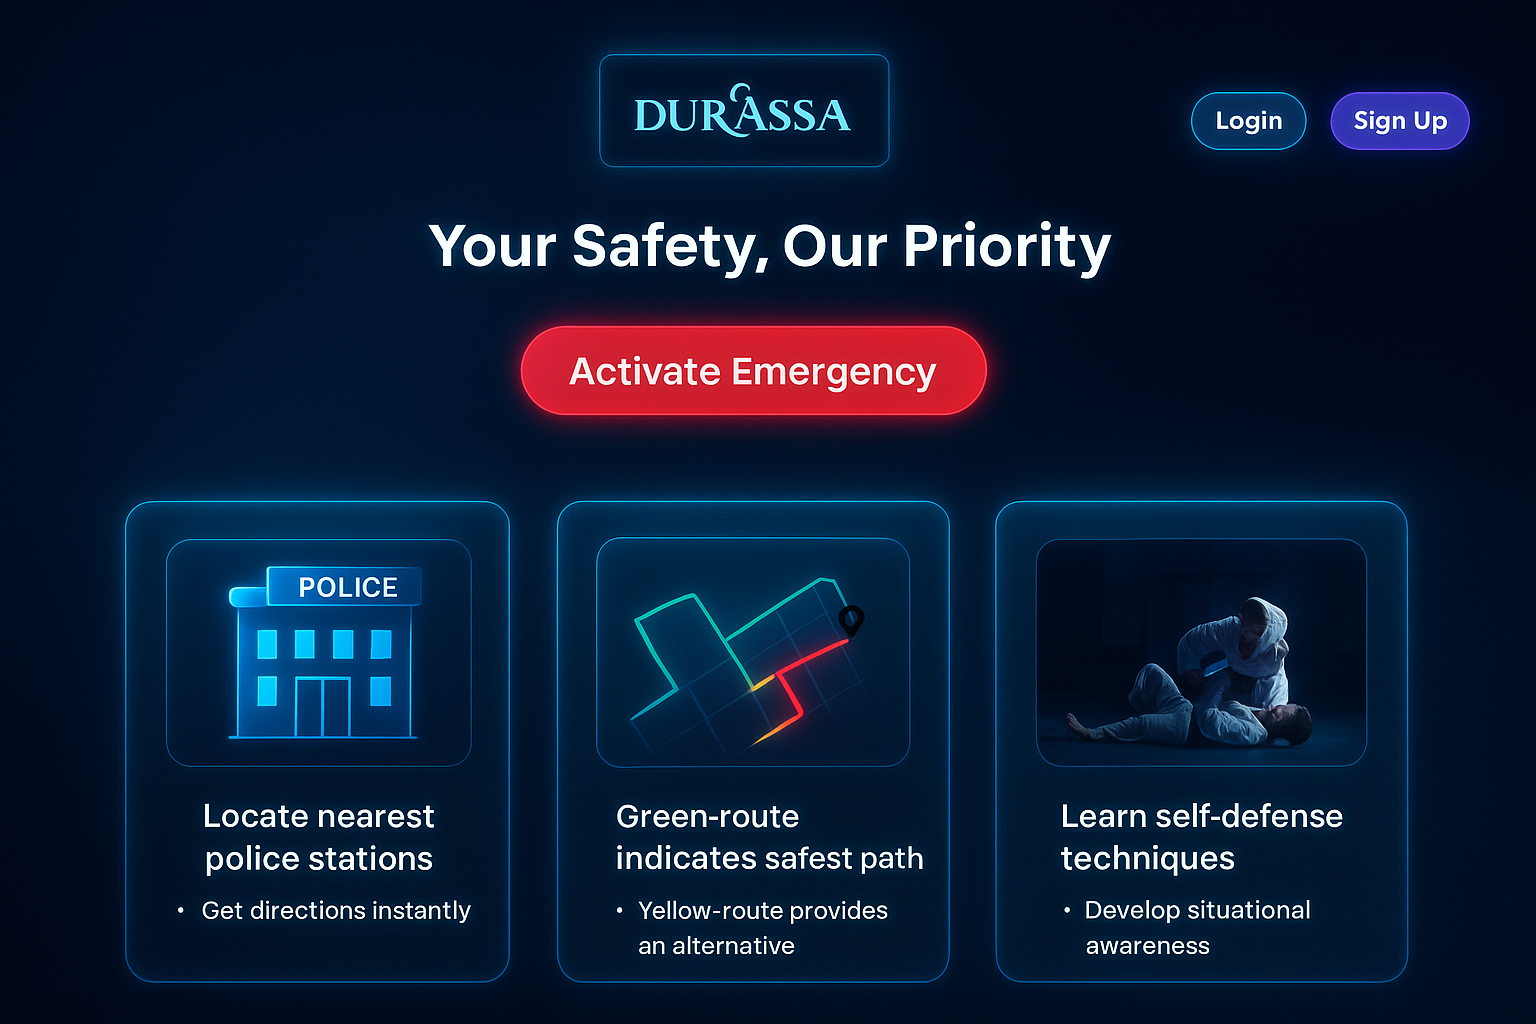 DURASSA
Login
Sign Up
Your Safety, Our Priority
Activate Emergency
POLICE
Locate nearest
police stations
• Get directions instantly
Green-route
indicates safest path
• Yellow-route provides
an alternative
Learn self-defense
techniques
• Develop situational
awareness